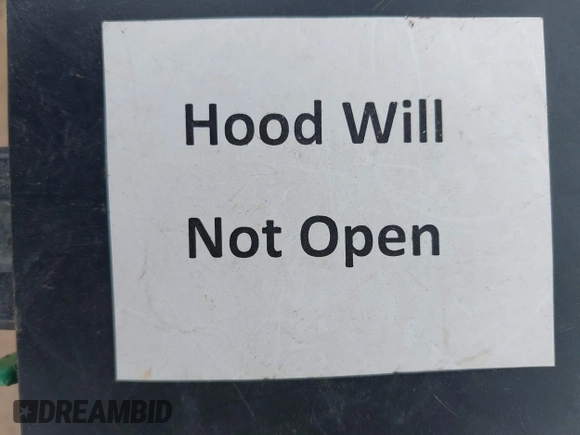 Hood Will
Not Open
DREAMBID